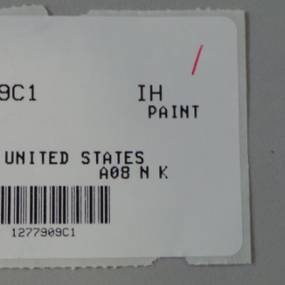 9C1 IH
PAINT
UNITED STATES
A08 N K
1277909C1